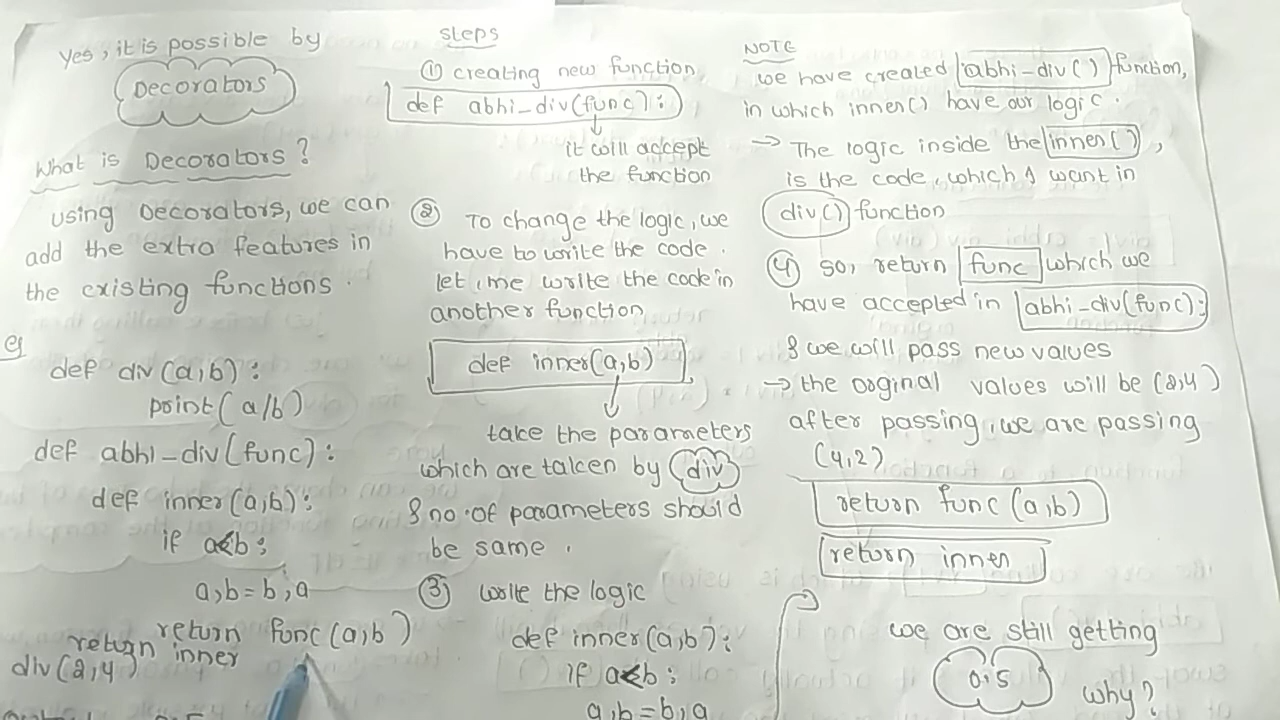 Yes, it is possible by
Decorators
What is Decorators?
using Decorators, we can
add the extra features in
the existing functions.
eg
def div(a,b):
print(a/b)
def abhi-div(func):
def inner(a,b):
if a<b:
a,b=b,a
return func(a,b)
return inner
div(2,4)
steps
① creating new function
def abhi-div(func):
it will accept
the function
② To change the logic, we
have to write the code.
let, me write the code in
another function
def inner(a,b)
take the parameters
which are taken by div
& no. of parameters should
be same.
③ write the logic
def inner(a,b):
if a<b:
a,b=b,a
NOTE
we have created abhi-div() function,
in which inner() have our logic.
→ The logic inside the inner(),
is the code, which I want in
div() function
④ so, return func which we
have accepted in abhi-div(func):
& we will pass new values
→ the orginal values will be (2,4)
after passing, we are passing
(4,2)
return func(a,b)
return inner
we are still getting
0.5 why?